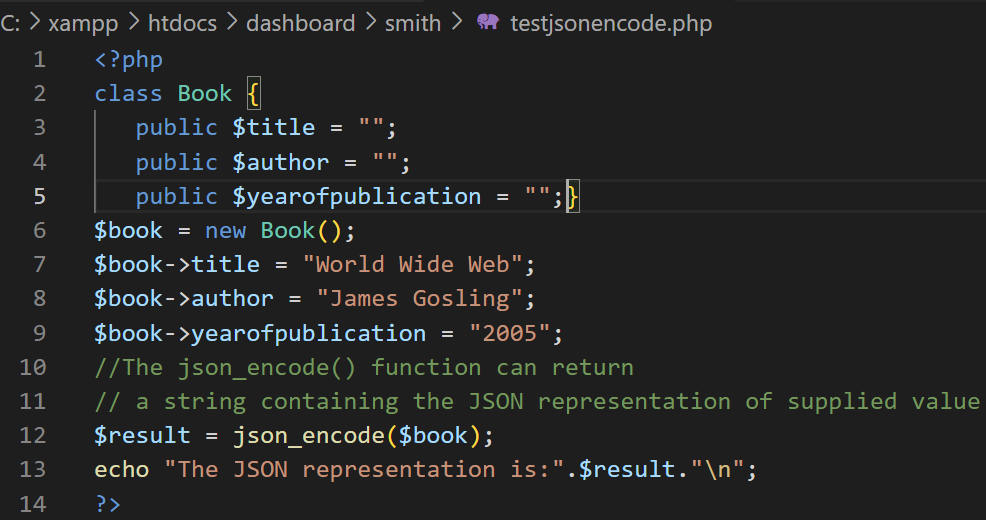 C: > xampp > htdocs > dashboard > smith > testjsonencode.php
1 <?php
2 class Book {
3    public $title = "";
4    public $author = "";
5    public $yearofpublication = "";}
6 $book = new Book();
7 $book->title = "World Wide Web";
8 $book->author = "James Gosling";
9 $book->yearofpublication = "2005";
10 //The json_encode() function can return
11 // a string containing the JSON representation of supplied value
12 $result = json_encode($book);
13 echo "The JSON representation is:".$result."\n";
14 ?>